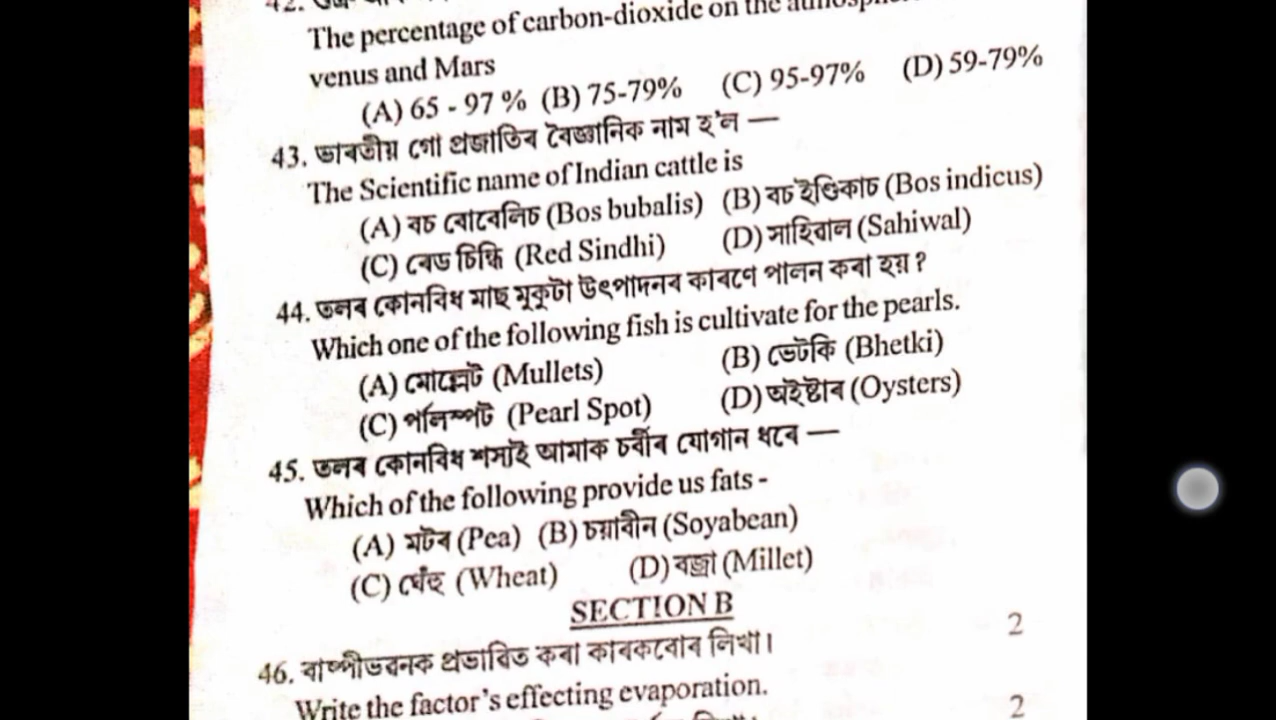 42.
The percentage of carbon-dioxide on the
venus and Mars
(A) 65 - 97 % (B) 75-79% (C) 95-97% (D) 59-79%
43. ভাৰতীয় গো প্ৰজাতিৰ বৈজ্ঞানিক নাম হ'ল —
The Scientific name of Indian cattle is
(A) বচ বোবেলিচ (Bos bubalis) (B) বচ ইণ্ডিকাচ (Bos indicus)
(C) ৰেড চিন্ধি (Red Sindhi) (D) সাহিবাল (Sahiwal)
44. তলৰ কোনবিধ মাছ মুকুটা উৎপাদনৰ কাৰণে পালন কৰা হয় ?
Which one of the following fish is cultivate for the pearls.
(A) মোল্লেট (Mullets) (B) ভেটকি (Bhetki)
(C) পৰ্লস্পট (Pearl Spot) (D) অইষ্টাৰ (Oysters)
45. তলৰ কোনবিধ শস্যই আমাক চৰ্বীৰ যোগান ধৰে —
Which of the following provide us fats -
(A) মটৰ (Pea) (B) চয়াবীন (Soyabean)
(C) ঘেঁহু (Wheat) (D) বজ্ৰা (Millet)
SECTION B
46. বাষ্পীভৱনক প্ৰভাবিত কৰা কাৰকবোৰ লিখা। 2
Write the factor's effecting evaporation.
2